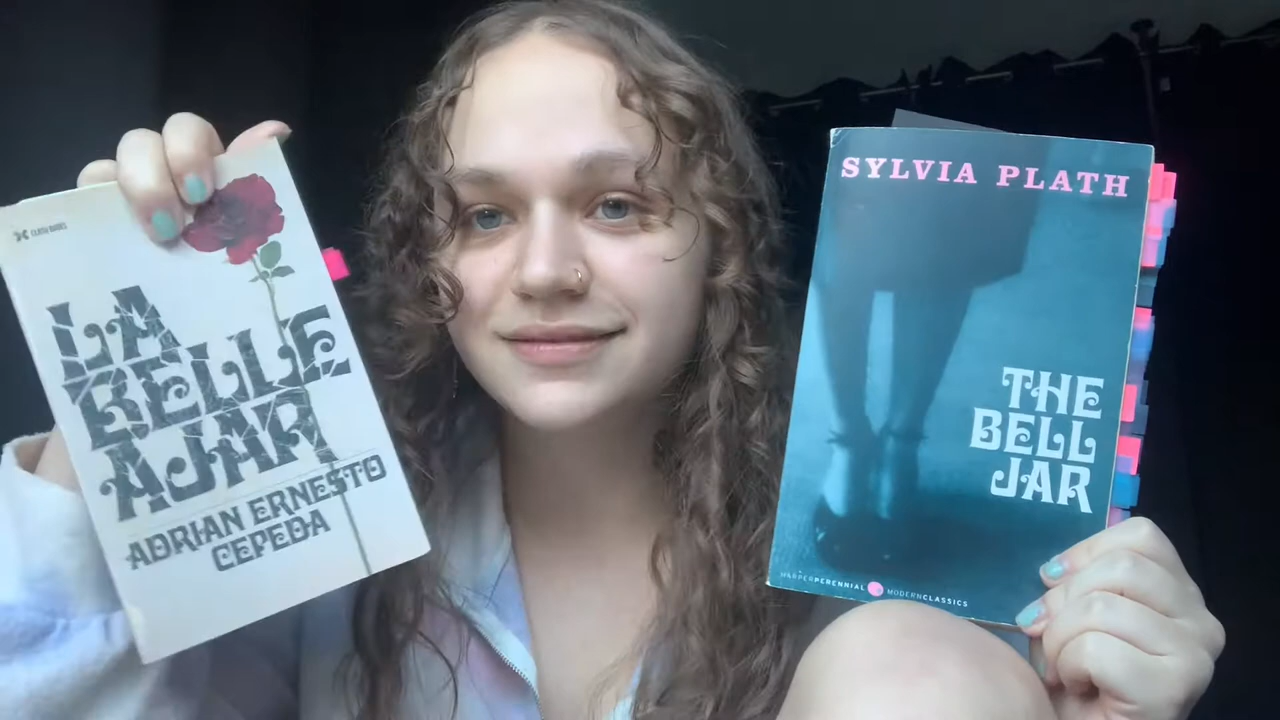 LA
BELLE
AJAR
ADRIAN ERNESTO
CEPEDA
SYLVIA PLATH
THE
BELL
JAR
HARPERPERENNIAL MODERNCLASSICS